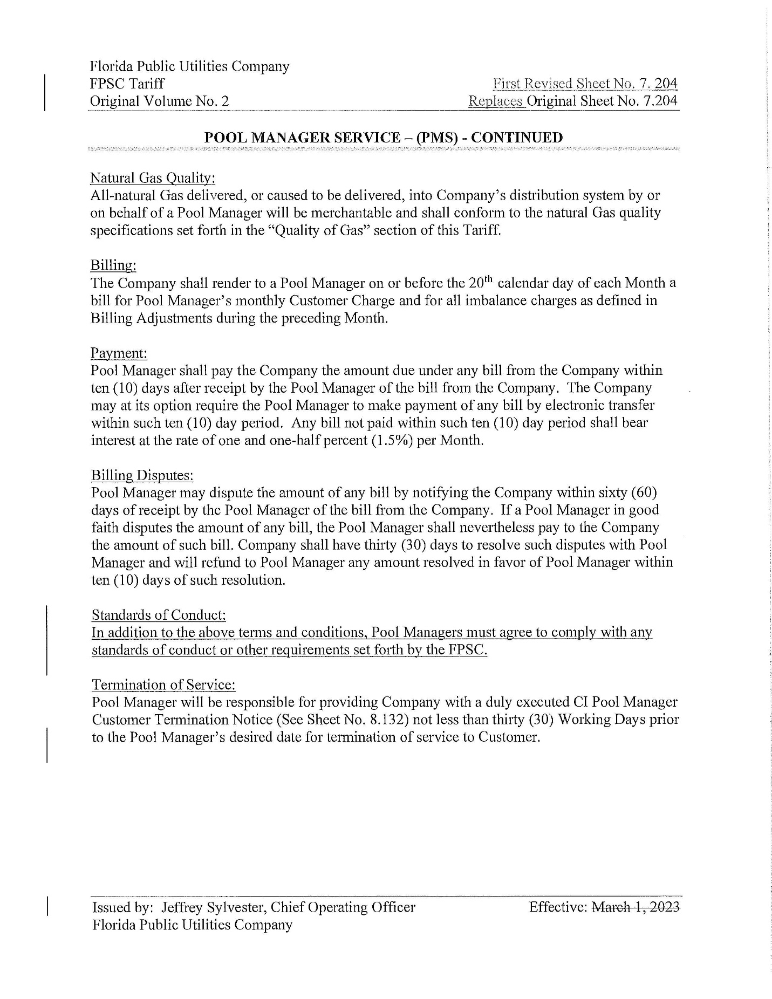 Florida Public Utilities Company
FPSC Tariff First Revised Sheet No. 7. 204
Original Volume No. 2 Replaces Original Sheet No. 7.204
POOL MANAGER SERVICE – (PMS) - CONTINUED
Natural Gas Quality:
All-natural Gas delivered, or caused to be delivered, into Company’s distribution system by or
on behalf of a Pool Manager will be merchantable and shall conform to the natural Gas quality
specifications set forth in the “Quality of Gas” section of this Tariff.
Billing:
The Company shall render to a Pool Manager on or before the 20th calendar day of each Month a
bill for Pool Manager’s monthly Customer Charge and for all imbalance charges as defined in
Billing Adjustments during the preceding Month.
Payment:
Pool Manager shall pay the Company the amount due under any bill from the Company within
ten (10) days after receipt by the Pool Manager of the bill from the Company. The Company
may at its option require the Pool Manager to make payment of any bill by electronic transfer
within such ten (10) day period. Any bill not paid within such ten (10) day period shall bear
interest at the rate of one and one-half percent (1.5%) per Month.
Billing Disputes:
Pool Manager may dispute the amount of any bill by notifying the Company within sixty (60)
days of receipt by the Pool Manager of the bill from the Company. If a Pool Manager in good
faith disputes the amount of any bill, the Pool Manager shall nevertheless pay to the Company
the amount of such bill. Company shall have thirty (30) days to resolve such disputes with Pool
Manager and will refund to Pool Manager any amount resolved in favor of Pool Manager within
ten (10) days of such resolution.
Standards of Conduct:
In addition to the above terms and conditions, Pool Managers must agree to comply with any
standards of conduct or other requirements set forth by the FPSC.
Termination of Service:
Pool Manager will be responsible for providing Company with a duly executed CI Pool Manager
Customer Termination Notice (See Sheet No. 8.132) not less than thirty (30) Working Days prior
to the Pool Manager’s desired date for termination of service to Customer.
Issued by: Jeffrey Sylvester, Chief Operating Officer Effective: March 1, 2023
Florida Public Utilities Company